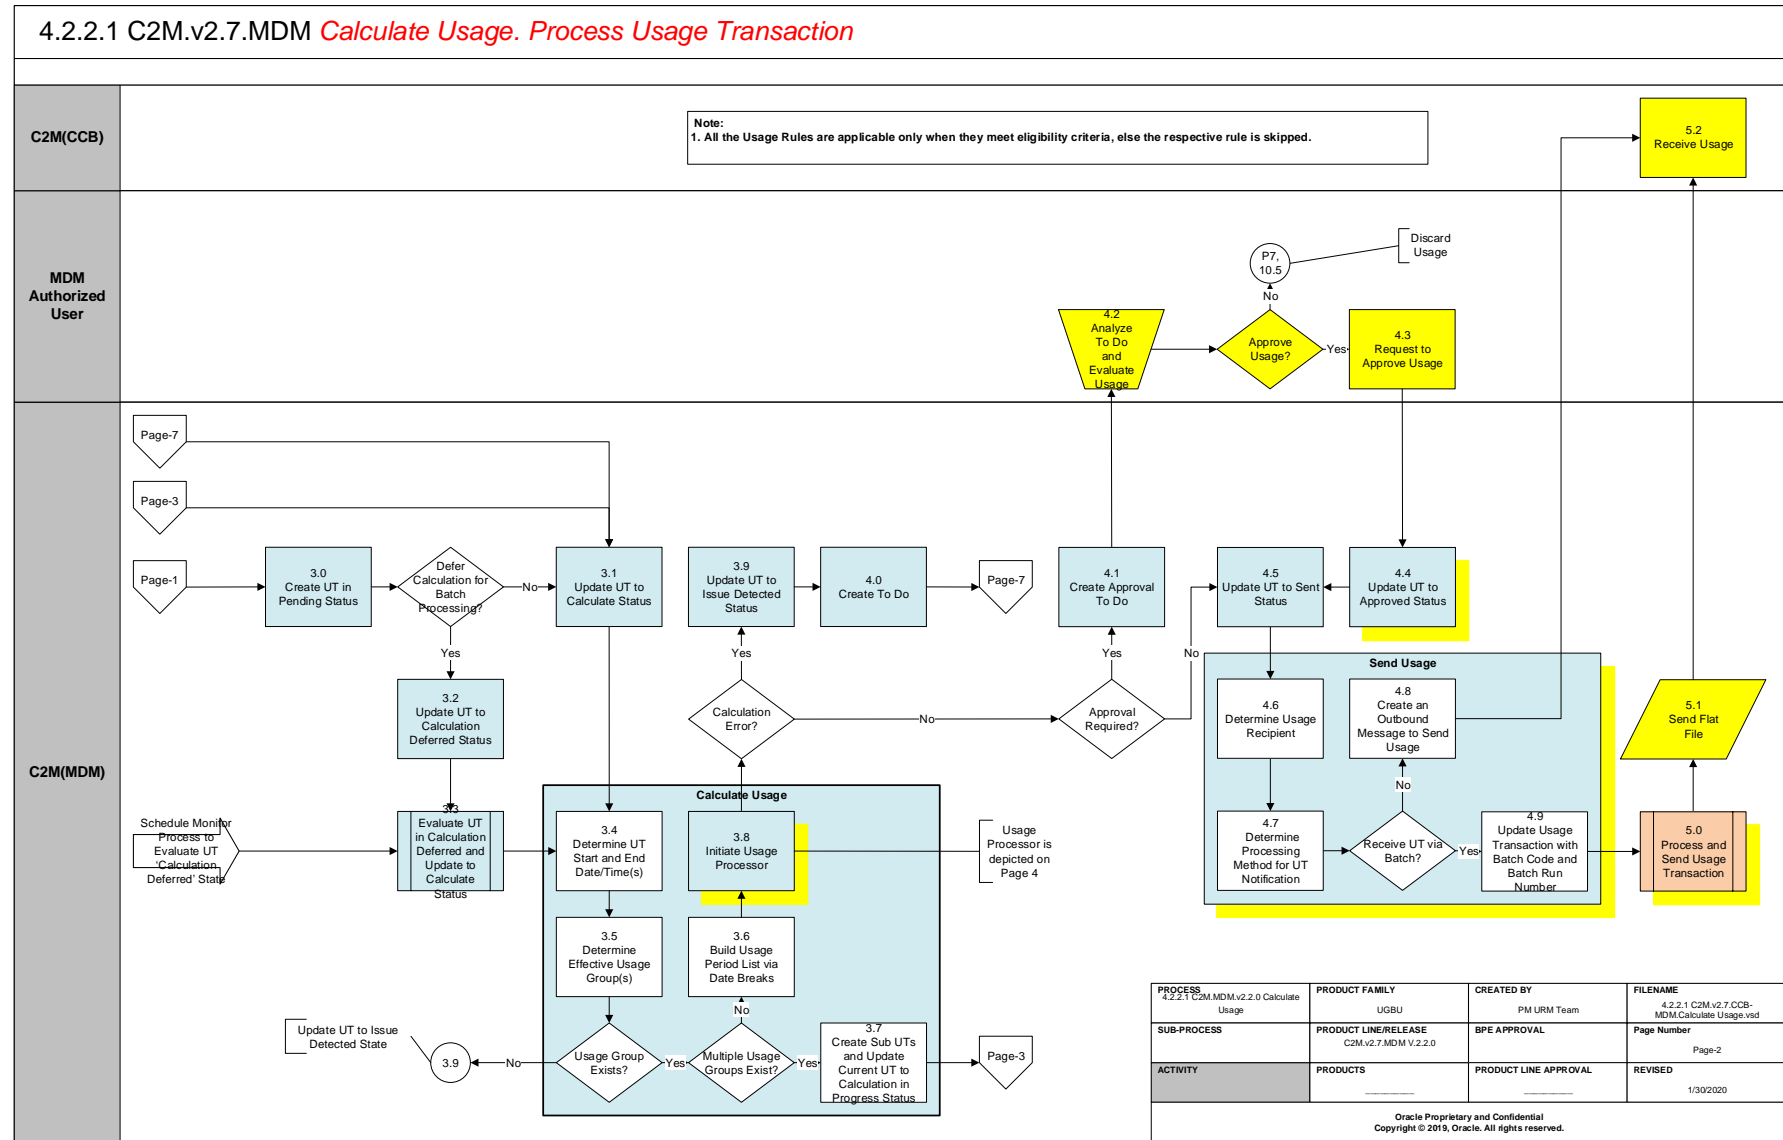 4.2.2.1 C2M.v2.7.MDM Calculate Usage. Process Usage Transaction
C2M(CCB)
Note:
1. All the Usage Rules are applicable only when they meet eligibility criteria, else the respective rule is skipped.
5.2
Receive Usage
MDM
Authorized
User
Discard
Usage
P7,
10.5
No
4.2
Analyze
To Do
and
Evaluate
Usage
Approve
Usage?
Yes
4.3
Request to
Approve Usage
C2M(MDM)
Page-7
Page-3
Page-1
3.0
Create UT in
Pending Status
Defer
Calculation for
Batch
Processing?
No
3.1
Update UT to
Calculate Status
3.9
Update UT to
Issue Detected
Status
4.0
Create To Do
Page-7
4.1
Create Approval
To Do
4.5
Update UT to Sent
Status
4.4
Update UT to
Approved Status
Yes
Yes
Yes
No
3.2
Update UT to
Calculation
Deferred Status
Calculation
Error?
No
Approval
Required?
Send Usage
4.6
Determine Usage
Recipient
4.8
Create an
Outbound
Message to Send
Usage
5.1
Send Flat
File
No
Schedule Monitor
Process to
Evaluate UT
'Calculation
Deferred' State
3.3
Evaluate UT
in Calculation
Deferred and
Update to
Calculate
Status
Calculate Usage
3.4
Determine UT
Start and End
Date/Time(s)
3.8
Initiate Usage
Processor
Usage
Processor is
depicted on
Page 4
4.7
Determine
Processing
Method for UT
Notification
Receive UT via
Batch?
Yes
4.9
Update Usage
Transaction with
Batch Code and
Batch Run
Number
5.0
Process and
Send Usage
Transaction
3.5
Determine
Effective Usage
Group(s)
3.6
Build Usage
Period List via
Date Breaks
No
Update UT to Issue
Detected State
3.9
No
Usage Group
Exists?
Yes
Multiple Usage
Groups Exist?
Yes
3.7
Create Sub UTs
and Update
Current UT to
Calculation in
Progress Status
Page-3
PROCESS
4.2.2.1 C2M.MDM.v2.2.0 Calculate
Usage
PRODUCT FAMILY
UGBU
CREATED BY
PM URM Team
FILENAME
4.2.2.1 C2M.v2.7.CCB-
MDM.Calculate Usage.vsd
SUB-PROCESS
PRODUCT LINE/RELEASE
C2M.v2.7.MDM V.2.2.0
BPE APPROVAL
Page Number
Page-2
ACTIVITY
PRODUCTS
PRODUCT LINE APPROVAL
REVISED
1/30/2020
Oracle Proprietary and Confidential
Copyright © 2019, Oracle. All rights reserved.